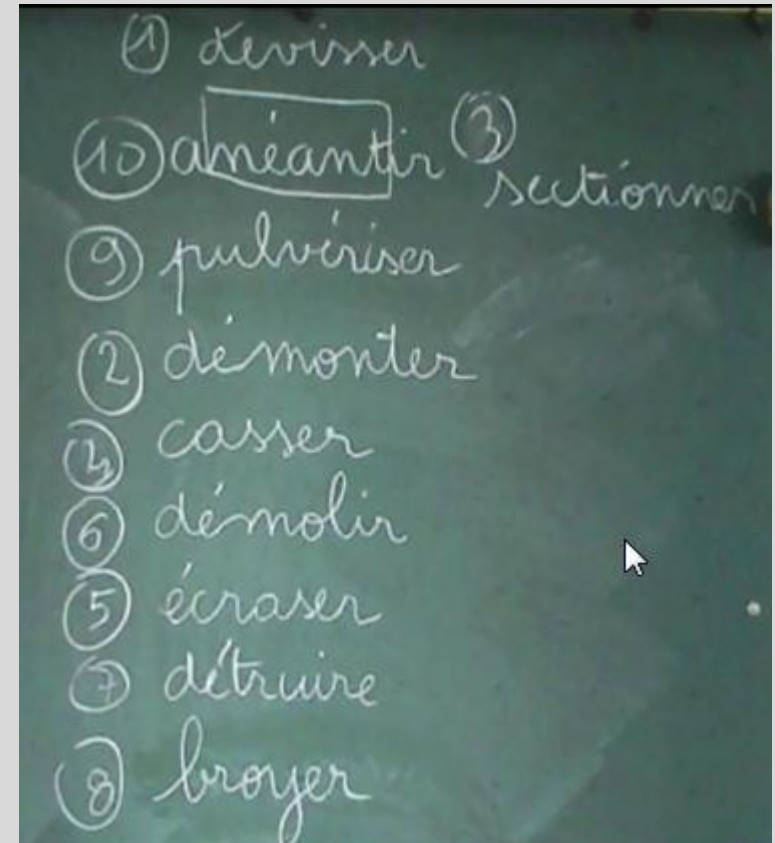 ① devisser
⑩ anéantir ③
sectionner
⑨ pulvériser
② démonter
④ casser
⑥ démolir
⑤ écraser
⑦ détruire
⑧ broyer